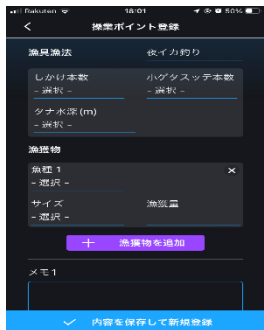 Rakuten 18:01 50%
操業ポイント登録
漁具漁法 夜イカ釣り
しかけ本数 小ゲタスッテ本数
- 選択 - - 選択 -
タナ水深(m)
- 選択 -
漁獲物
魚種 1 ×
- 選択 -
サイズ 漁獲量
- 選択 -
＋ 漁獲物を追加
メモ1
✓ 内容を保存して新規登録